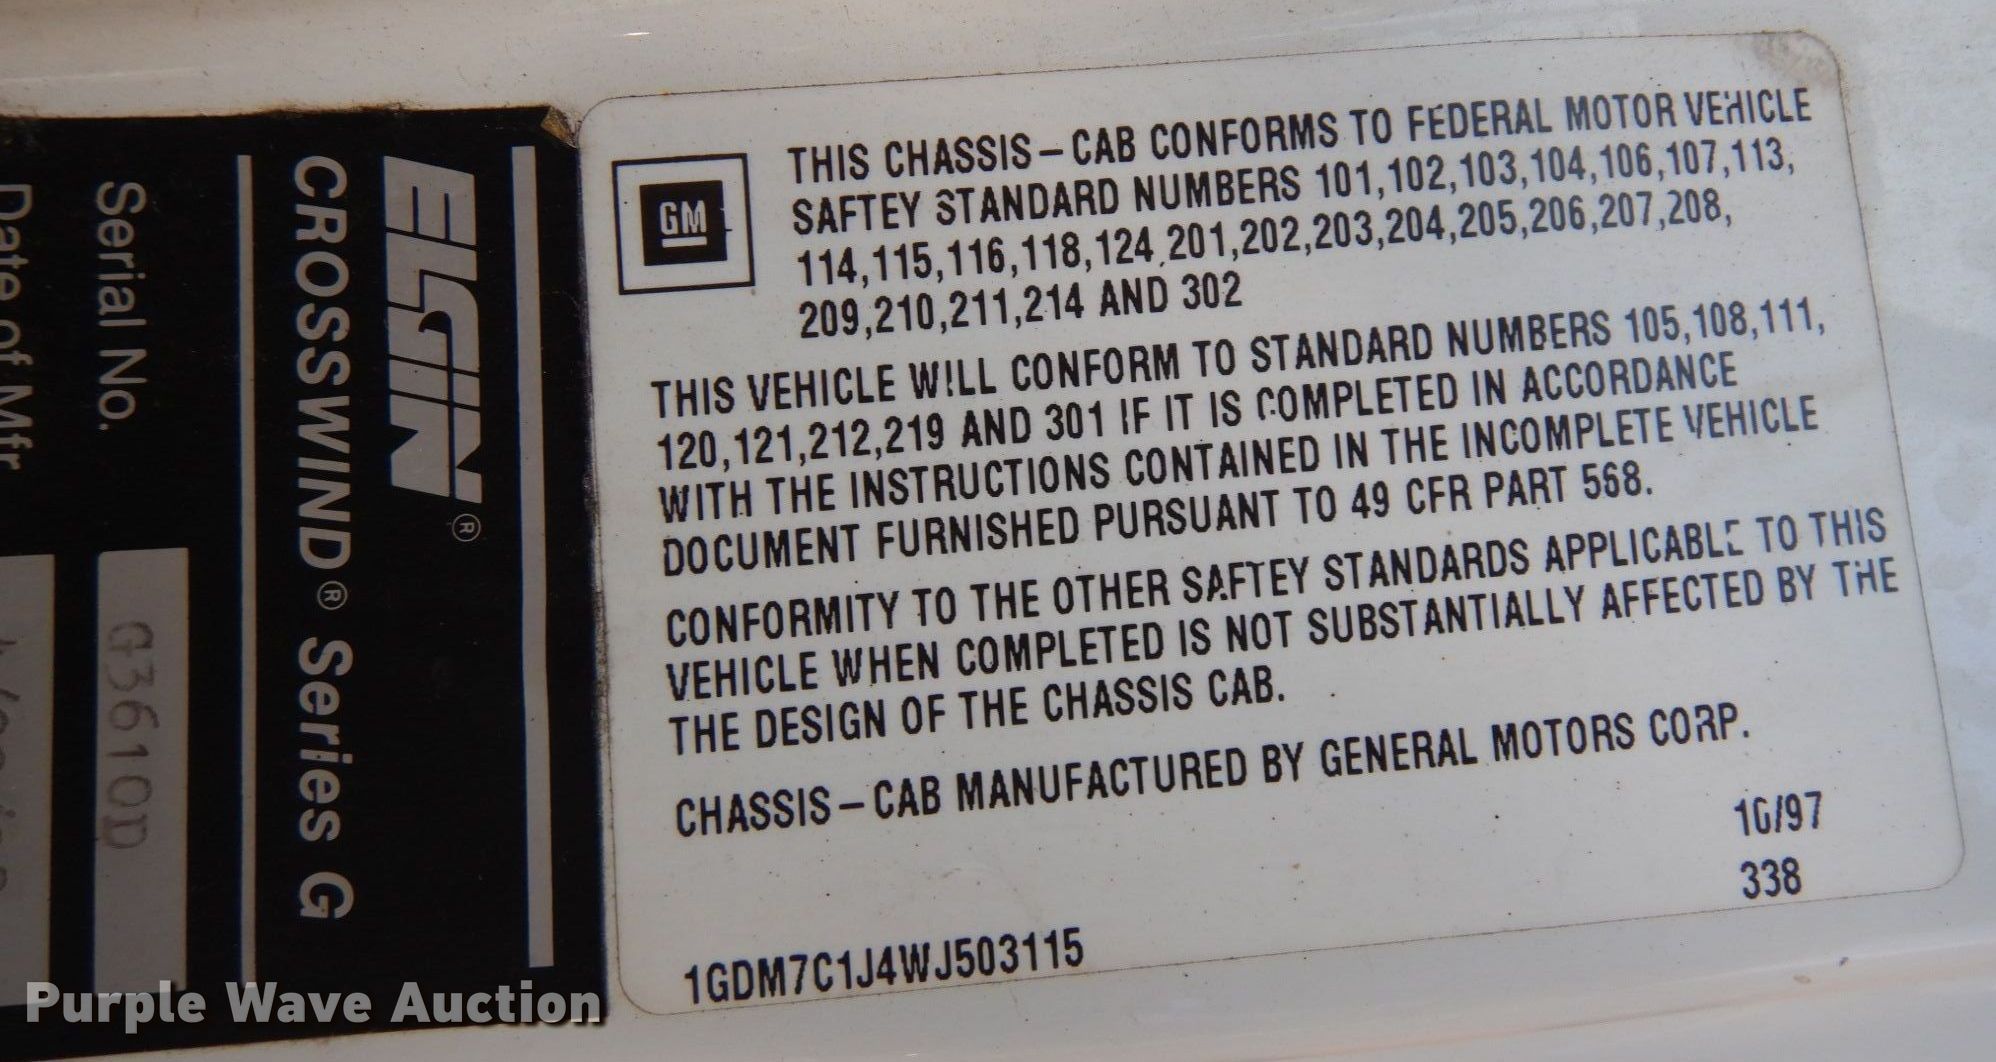 ELGIN®
CROSSWIND® Series G
Serial No. G3610D
Date of Mfr
GM
THIS CHASSIS–CAB CONFORMS TO FEDERAL MOTOR VEHICLE
SAFTEY STANDARD NUMBERS 101,102,103,104,106,107,113,
114,115,116,118,124,201,202,203,204,205,206,207,208,
209,210,211,214 AND 302
THIS VEHICLE WILL CONFORM TO STANDARD NUMBERS 105,108,111,
120,121,212,219 AND 301 IF IT IS COMPLETED IN ACCORDANCE
WITH THE INSTRUCTIONS CONTAINED IN THE INCOMPLETE VEHICLE
DOCUMENT FURNISHED PURSUANT TO 49 CFR PART 568.
CONFORMITY TO THE OTHER SAFTEY STANDARDS APPLICABLE TO THIS
VEHICLE WHEN COMPLETED IS NOT SUBSTANTIALLY AFFECTED BY THE
THE DESIGN OF THE CHASSIS CAB.
CHASSIS–CAB MANUFACTURED BY GENERAL MOTORS CORP.
10/97
338
1GDM7C1J4WJ503115
Purple Wave Auction